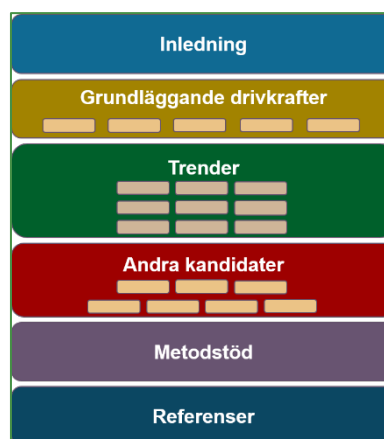 Inledning
Grundläggande drivkrafter
Trender
Andra kandidater
Metodstöd
Referenser